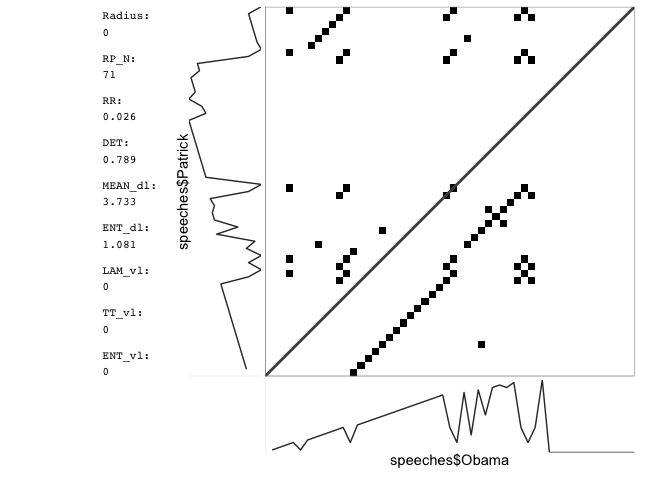 Radius:
0
RP_N:
71
RR:
0.026
DET:
0.789
MEAN_dl:
3.733
ENT_dl:
1.081
LAM_vl:
0
TT_vl:
0
ENT_vl:
0
speeches$Patrick
speeches$Obama